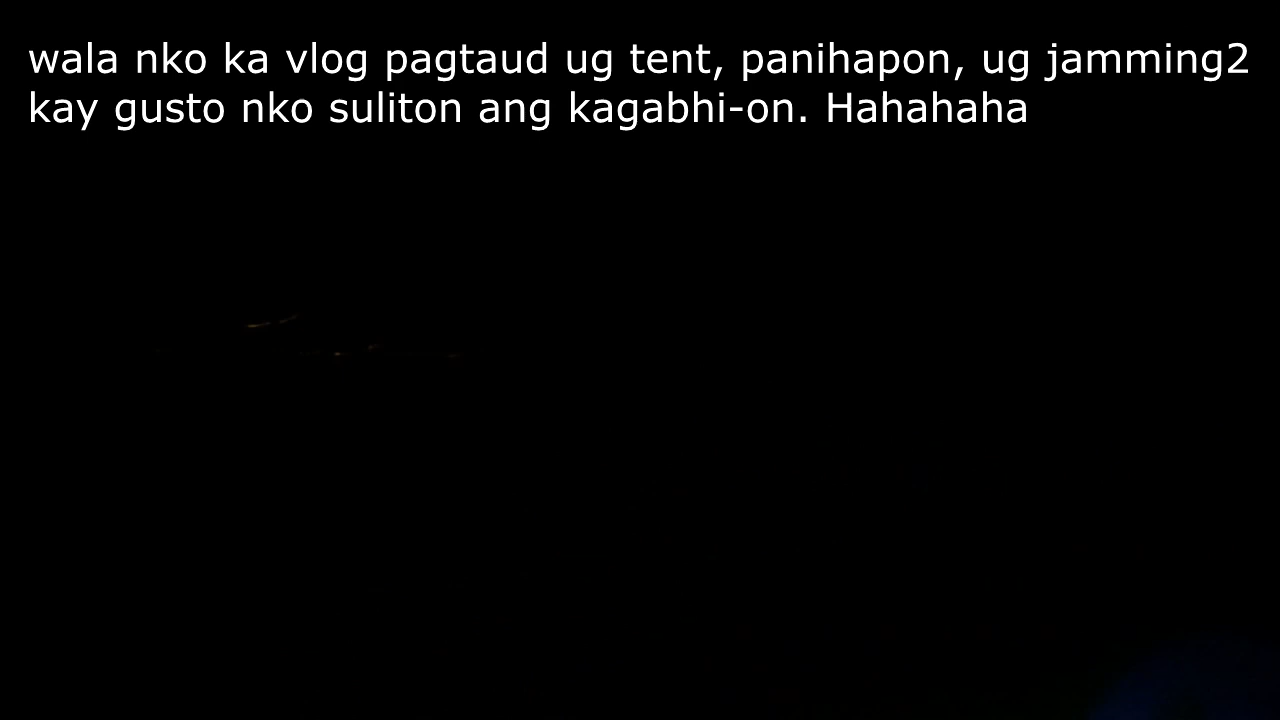 wala nko ka vlog pagtaud ug tent, panihapon, ug jamming2
kay gusto nko suliton ang kagabhi-on. Hahahaha